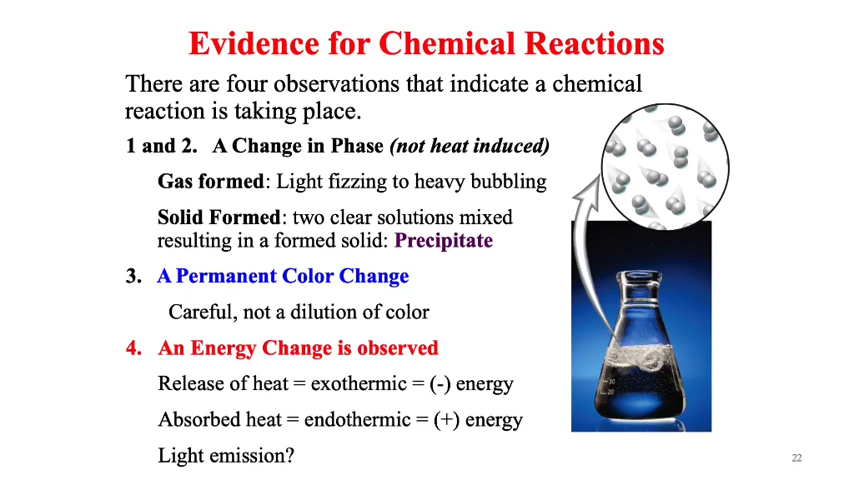 Evidence for Chemical Reactions
There are four observations that indicate a chemical
reaction is taking place.
1 and 2. A Change in Phase (not heat induced)
Gas formed: Light fizzing to heavy bubbling
Solid Formed: two clear solutions mixed
resulting in a formed solid: Precipitate
3. A Permanent Color Change
Careful, not a dilution of color
4. An Energy Change is observed
Release of heat = exothermic = (-) energy
Absorbed heat = endothermic = (+) energy
Light emission?
30
20
22